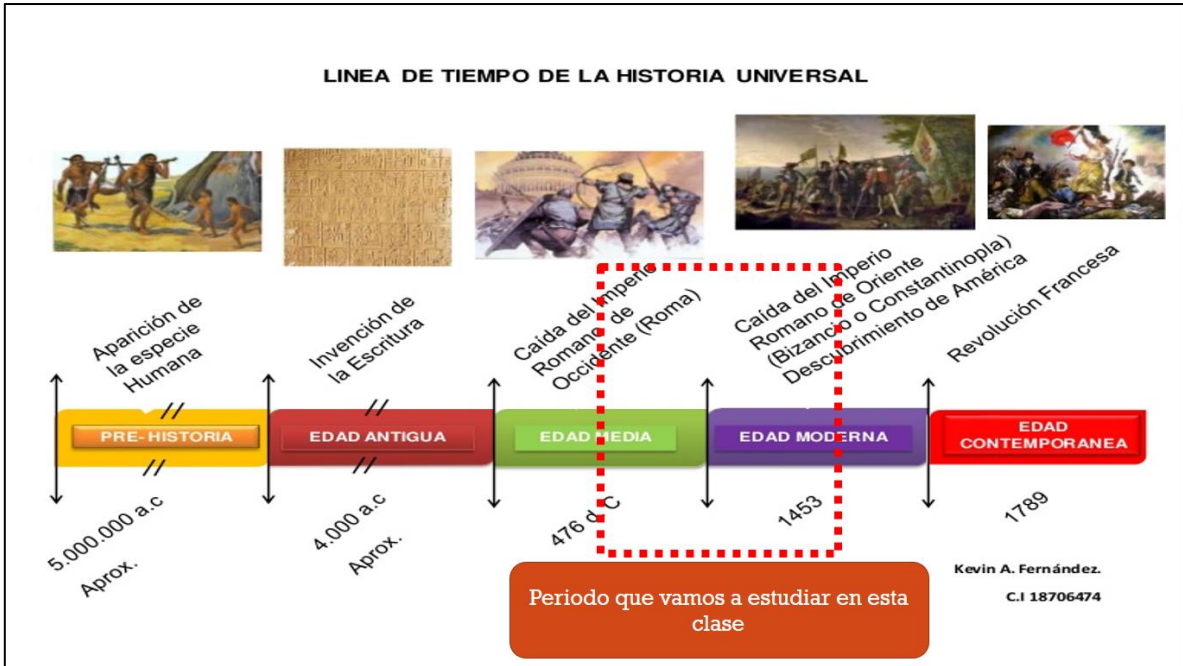 LINEA DE TIEMPO DE LA HISTORIA UNIVERSAL
Aparición de
la especie
Humana
Invención de
la Escritura
Caída del Imperio
Romano de
Occidente (Roma)
Caída del Imperio
Romano de Oriente
(Bizancio o Constantinopla)
Descubrimiento de América
Revolución Francesa
//
//
PRE-HISTORIA
EDAD ANTIGUA
EDAD MEDIA
EDAD MODERNA
EDAD
CONTEMPORANEA
//
//
5.000.000 a.c
Aprox.
4.000 a.c
Aprox.
476 d. C
1453
1789
Kevin A. Fernández.
C.I 18706474
Periodo que vamos a estudiar en esta
clase